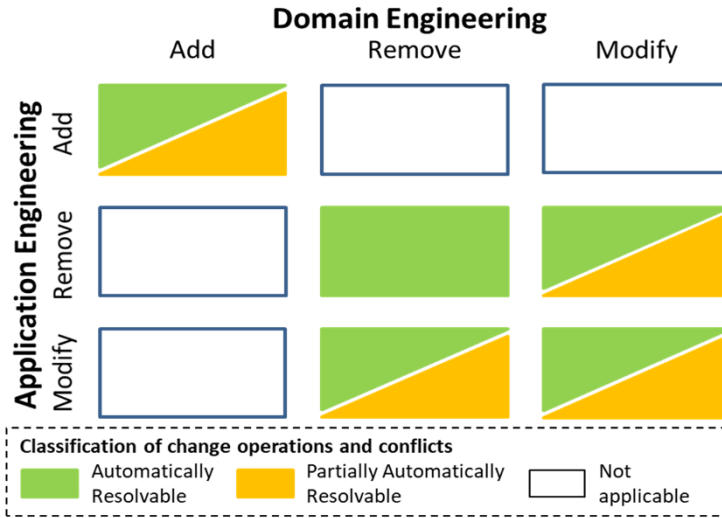 Domain Engineering
Add Remove Modify
Application Engineering
Add
Remove
Modify
Classification of change operations and conflicts
Automatically
Resolvable
Partially Automatically
Resolvable
Not
applicable